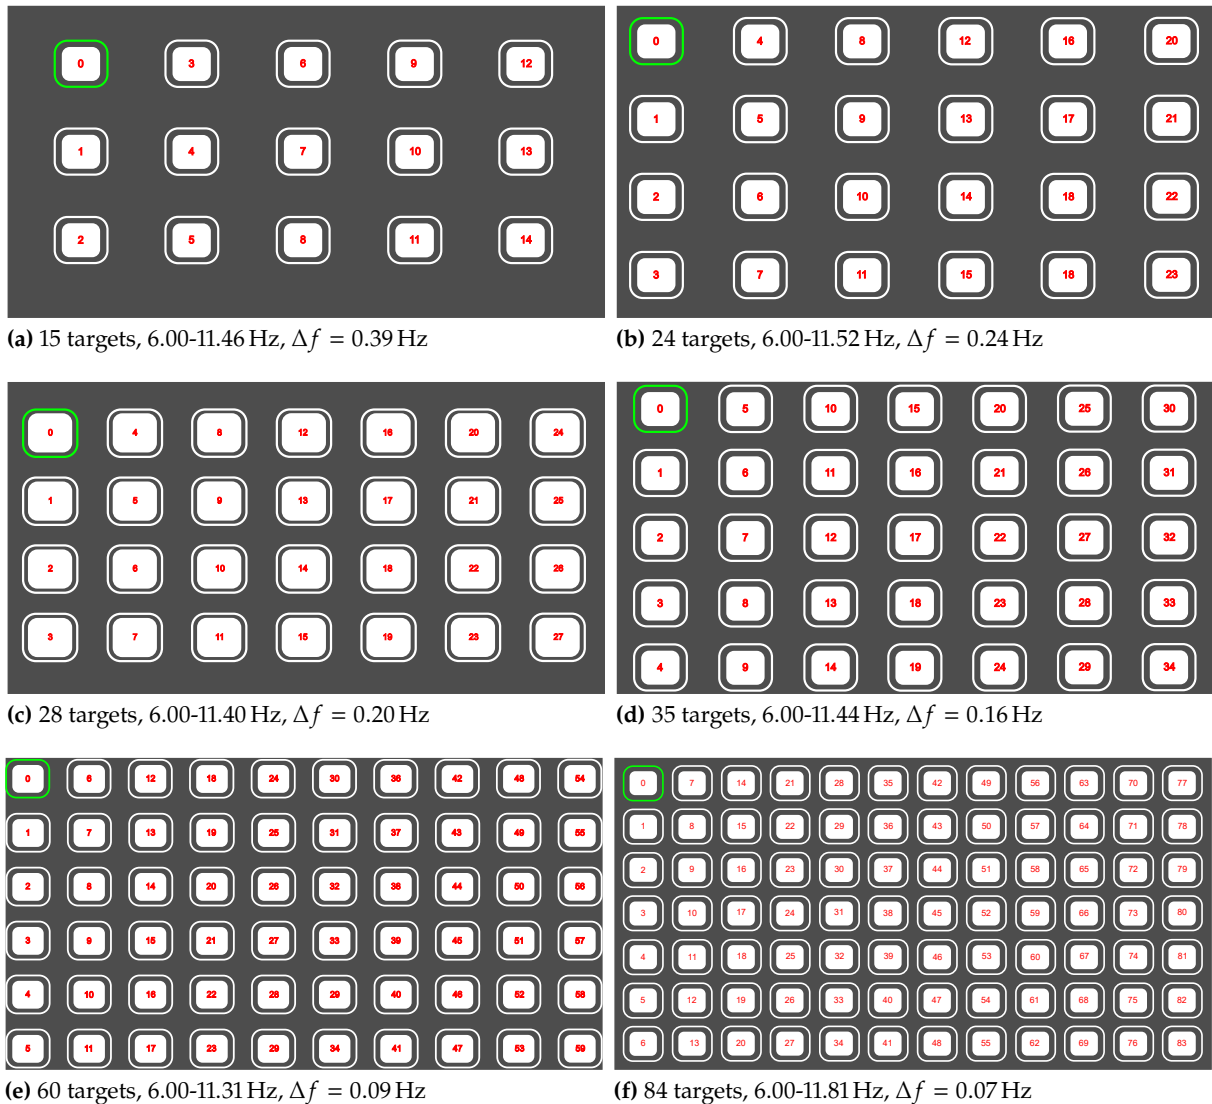 0 3 6 9 12
1 4 7 10 13
2 5 8 11 14
(a) 15 targets, 6.00-11.46 Hz, Δf = 0.39 Hz
0 4 8 12 16 20
1 5 9 13 17 21
2 6 10 14 18 22
3 7 11 15 18 23
(b) 24 targets, 6.00-11.52 Hz, Δf = 0.24 Hz
0 4 8 12 16 20 24
1 5 9 13 17 21 25
2 6 10 14 18 22 26
3 7 11 15 19 23 27
(c) 28 targets, 6.00-11.40 Hz, Δf = 0.20 Hz
0 5 10 15 20 25 30
1 6 11 16 21 26 31
2 7 12 17 22 27 32
3 8 13 18 23 28 33
4 9 14 19 24 29 34
(d) 35 targets, 6.00-11.44 Hz, Δf = 0.16 Hz
0 6 12 18 24 30 36 42 48 54
1 7 13 19 25 31 37 43 49 55
2 8 14 20 26 32 38 44 50 56
3 9 15 21 27 33 39 45 51 57
4 10 16 22 28 29 40 46 52 58
5 11 17 23 29 34 41 47 53 59
(e) 60 targets, 6.00-11.31 Hz, Δf = 0.09 Hz
0 7 14 21 28 35 42 49 56 63 70 77
1 8 15 22 29 36 43 50 57 64 71 78
2 9 16 23 30 37 44 51 58 65 72 79
3 10 17 24 31 38 45 52 59 66 73 80
4 11 18 25 32 39 46 53 60 67 74 81
5 12 19 26 33 40 47 54 61 68 75 82
6 13 20 27 34 41 48 55 62 69 76 83
(f) 84 targets, 6.00-11.81 Hz, Δf = 0.07 Hz